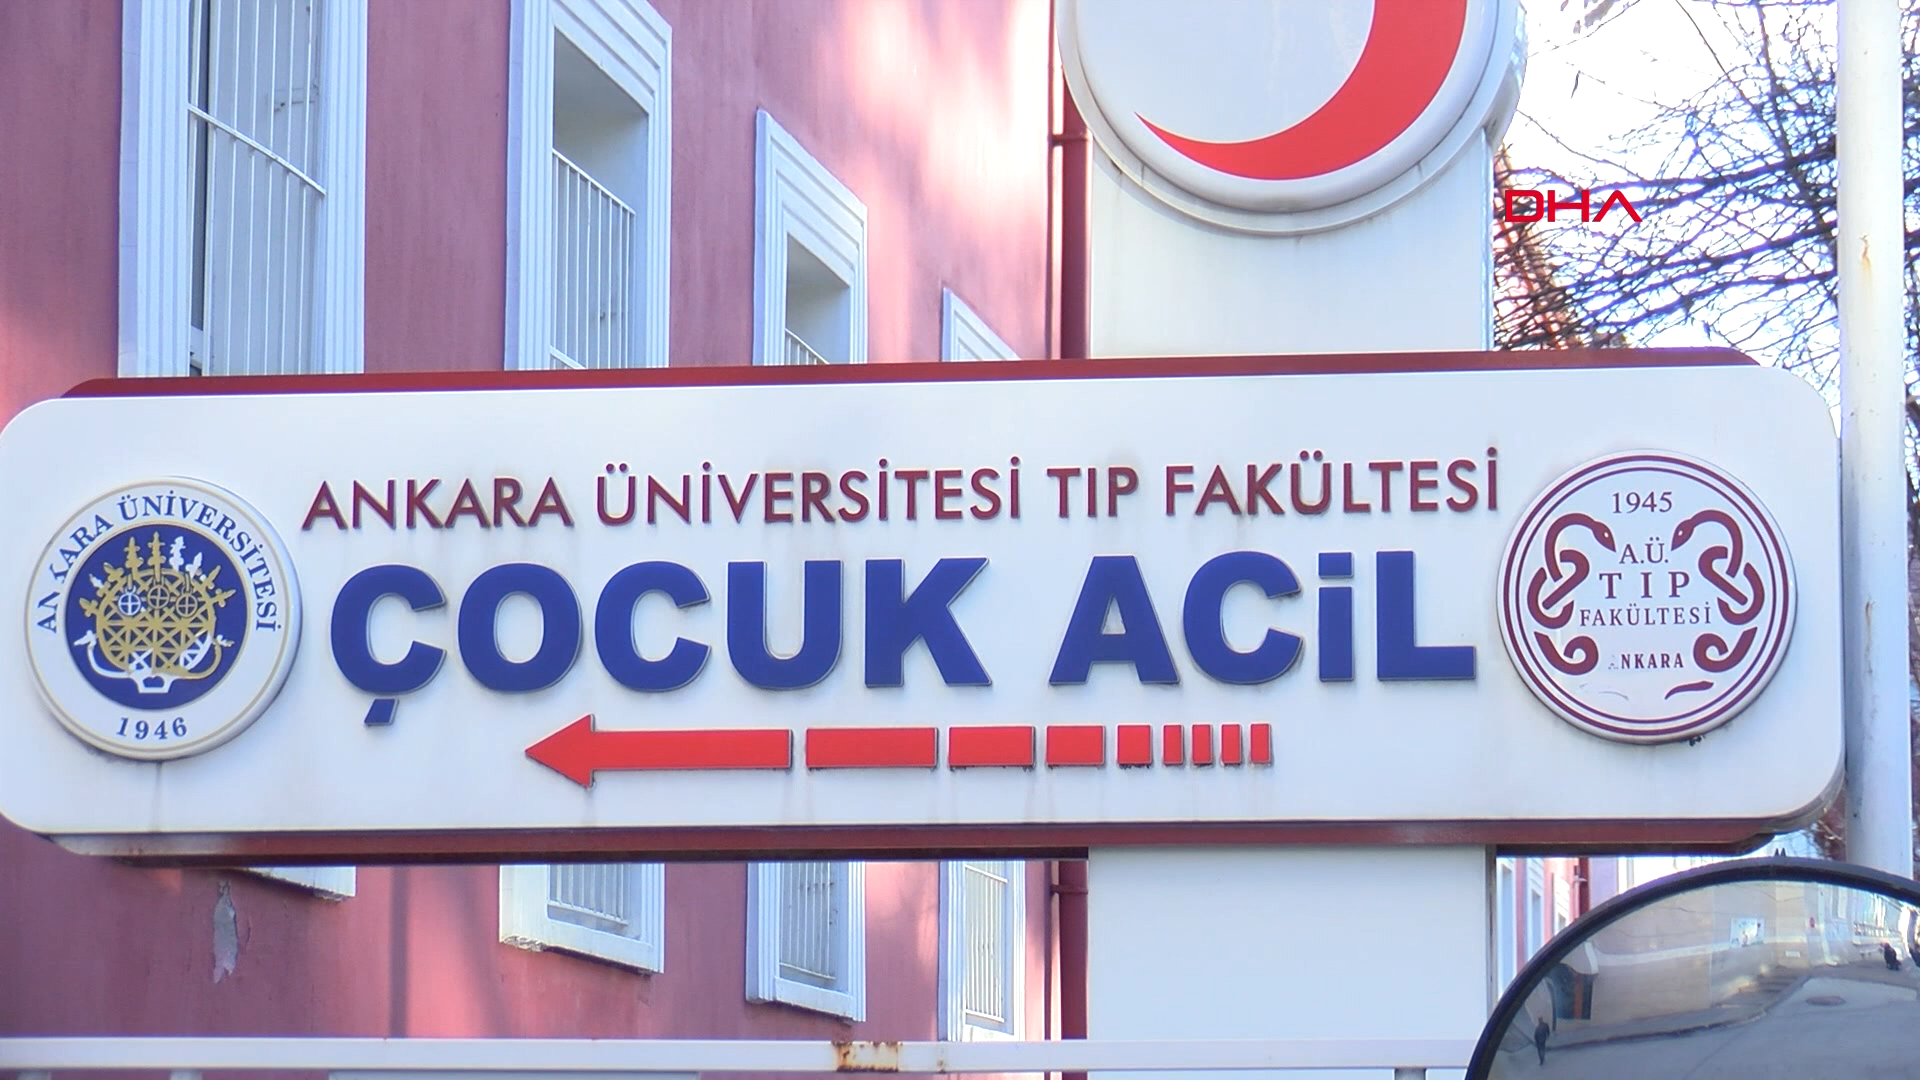 DHA
ANKARA ÜNİVERSİTESİ TIP FAKÜLTESİ
ÇOCUK ACİL
ANKARA ÜNİVERSİTESİ
1946
1945
A.Ü.
TIP
FAKÜLTESİ
ANKARA